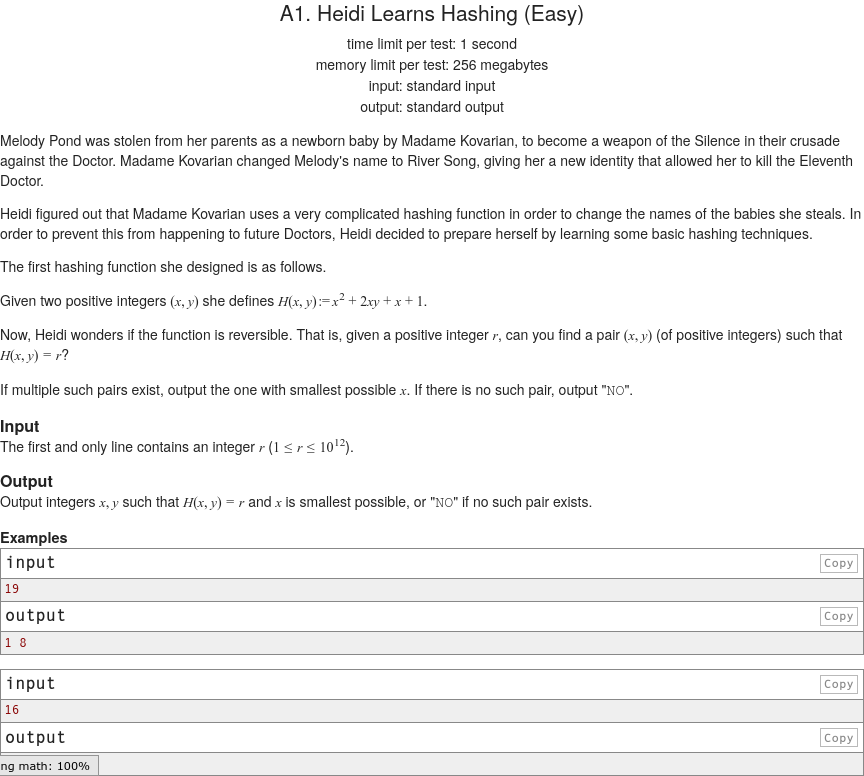 A1. Heidi Learns Hashing (Easy)
time limit per test: 1 second
memory limit per test: 256 megabytes
input: standard input
output: standard output
Melody Pond was stolen from her parents as a newborn baby by Madame Kovarian, to become a weapon of the Silence in their crusade
against the Doctor. Madame Kovarian changed Melody's name to River Song, giving her a new identity that allowed her to kill the Eleventh
Doctor.
Heidi figured out that Madame Kovarian uses a very complicated hashing function in order to change the names of the babies she steals. In
order to prevent this from happening to future Doctors, Heidi decided to prepare herself by learning some basic hashing techniques.
The first hashing function she designed is as follows.
Given two positive integers (x, y) she defines H(x, y):=x² + 2xy + x + 1.
Now, Heidi wonders if the function is reversible. That is, given a positive integer r, can you find a pair (x, y) (of positive integers) such that
H(x, y) = r?
If multiple such pairs exist, output the one with smallest possible x. If there is no such pair, output "NO".
Input
The first and only line contains an integer r (1 ≤ r ≤ 10¹²).
Output
Output integers x, y such that H(x, y) = r and x is smallest possible, or "NO" if no such pair exists.
Examples
input Copy
19
output Copy
1 8
input Copy
16
output Copy
ng math: 100%